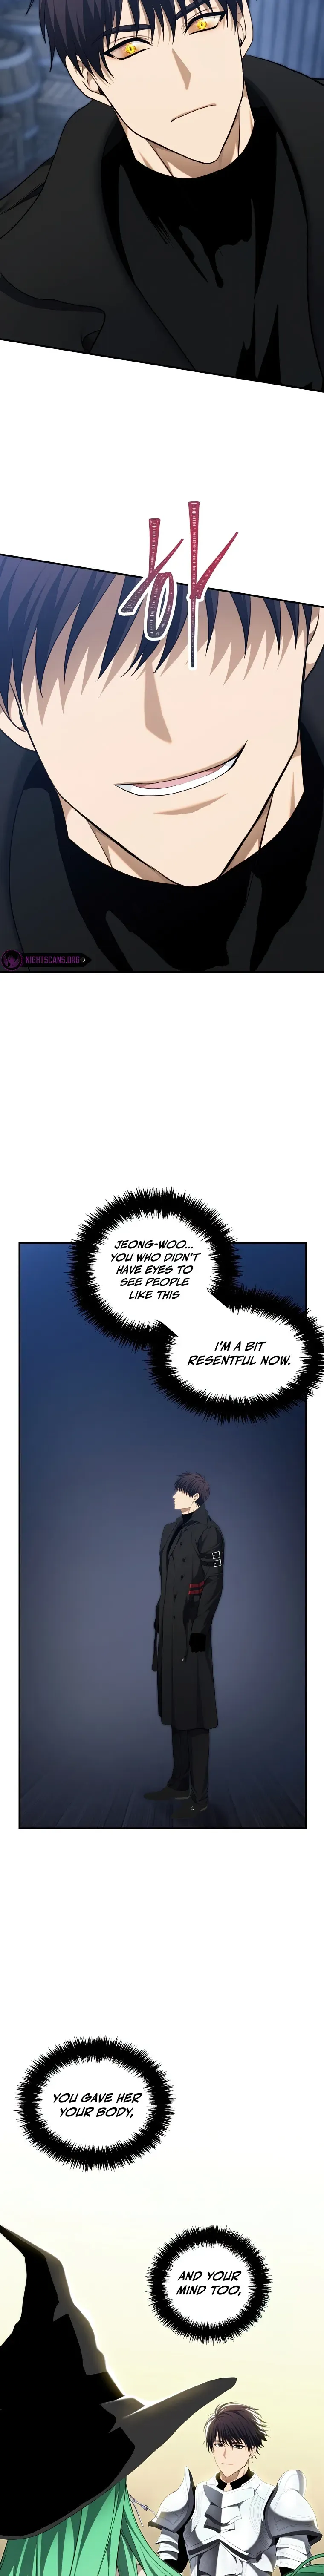 씨
NIGHTSCANS.ORG
JEONG-WOO...
YOU WHO DIDN'T
HAVE EYES TO
SEE PEOPLE
LIKE THIS
I'M A BIT
RESENTFUL NOW.
YOU GAVE HER
YOUR BODY,
AND YOUR
MIND TOO,